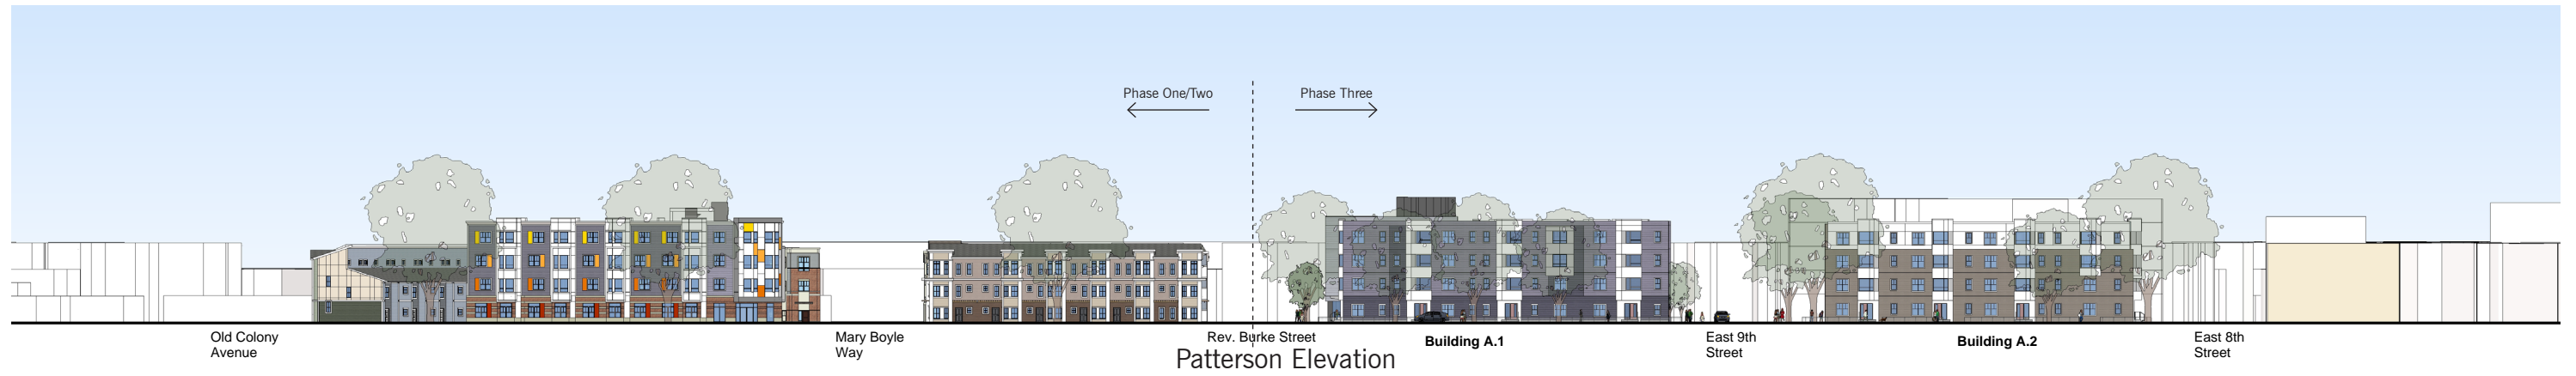 Phase One/Two
Phase Three
Old Colony
Avenue
Mary Boyle
Way
Rev. Burke Street
Building A.1
East 9th
Street
Building A.2
East 8th
Street
Patterson Elevation